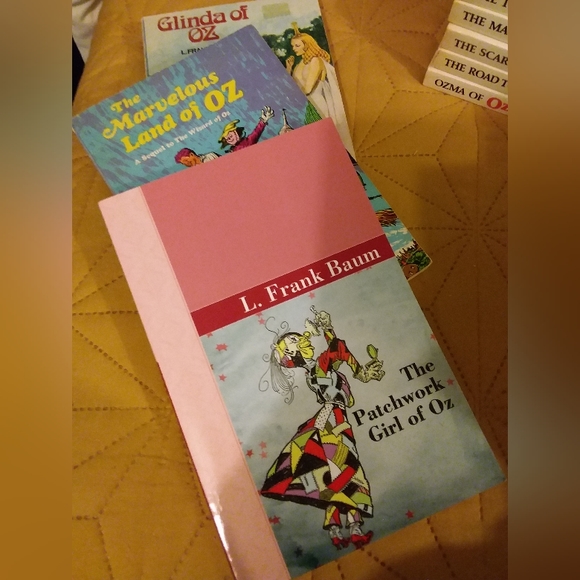 Glinda of
OZ
L. FRAN
The
Marvelous
Land of OZ
A Sequel to The Wizard of Oz
L. Frank Baum
The
Patchwork
Girl of Oz
THE MA
THE SCAR
THE ROAD T
OZMA OF OZ